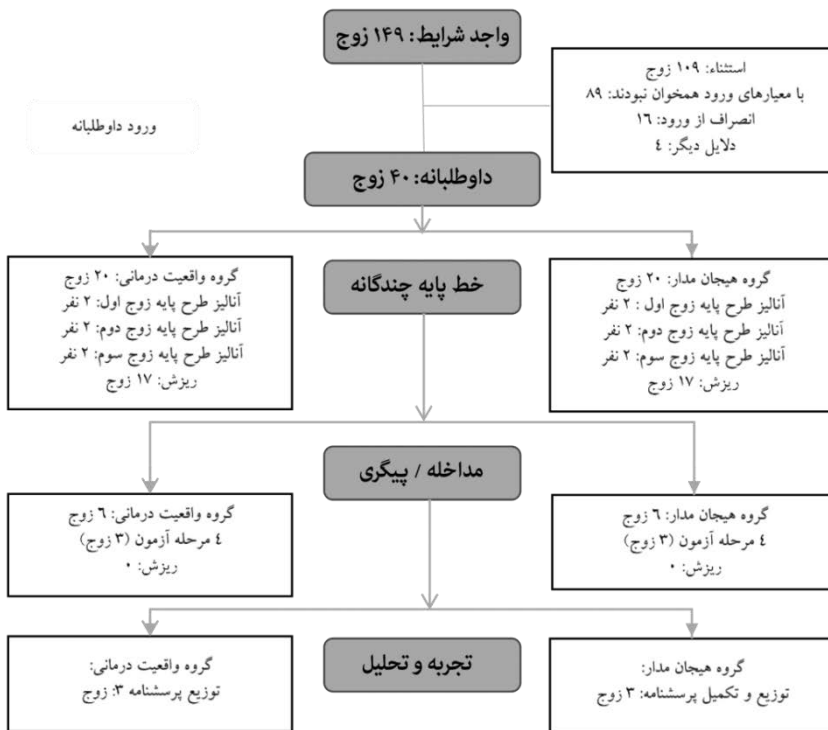 واجد شرایط: ۱۴۹ زوج
استثناء: ۱۰۹ زوج
با معیارهای ورود همخوان نبودند: ۸۹
انصراف از ورود: ۱۶
دلایل دیگر: ٤
ورود داوطلبانه
داوطلبانه: ۴۰ زوج
گروه هیجان مدار: ۲۰ زوج
آنالیز طرح پایه زوج اول : ۲ نفر
آنالیز طرح پایه زوج دوم: ۲ نفر
آنالیز طرح پایه زوج سوم: ۲ نفر
ریزش: ۱۷ زوج
خط پایه چندگانه
گروه واقعیت درمانی: ۲۰ زوج
آنالیز طرح پایه زوج اول: ۲ نفر
آنالیز طرح پایه زوج دوم: ۲ نفر
آنالیز طرح پایه زوج سوم: ۲ نفر
ریزش: ۱۷ زوج
مداخله / پیگری
گروه هیجان مدار: ۶ زوج
٤ مرحله آزمون (۳ زوج)
ریزش: ۰
گروه واقعیت درمانی: ۶ زوج
٤ مرحله آزمون (۳ زوج)
ریزش: ۰
تجربه و تحلیل
گروه هیجان مدار:
توزیع و تکمیل پرسشنامه: ۳ زوج
گروه واقعیت درمانی:
توزیع پرسشنامه ۳: زوج